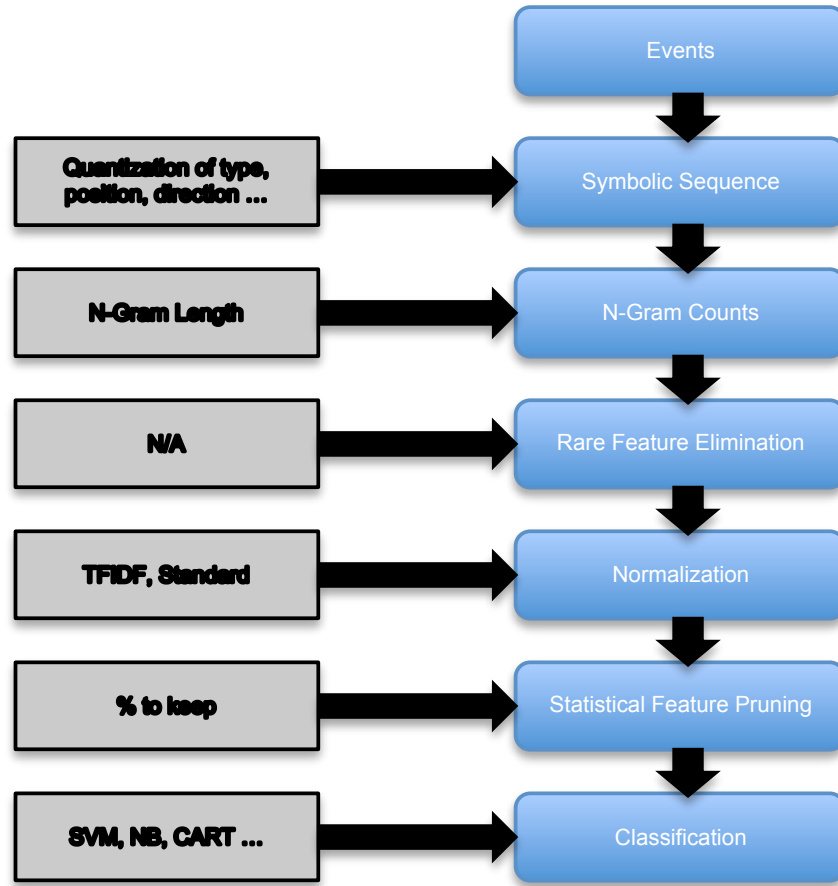 Events
Quantization of type,
position, direction ...
Symbolic Sequence
N-Gram Length
N-Gram Counts
N/A
Rare Feature Elimination
TFIDF, Standard
Normalization
% to keep
Statistical Feature Pruning
SVM, NB, CART ...
Classification